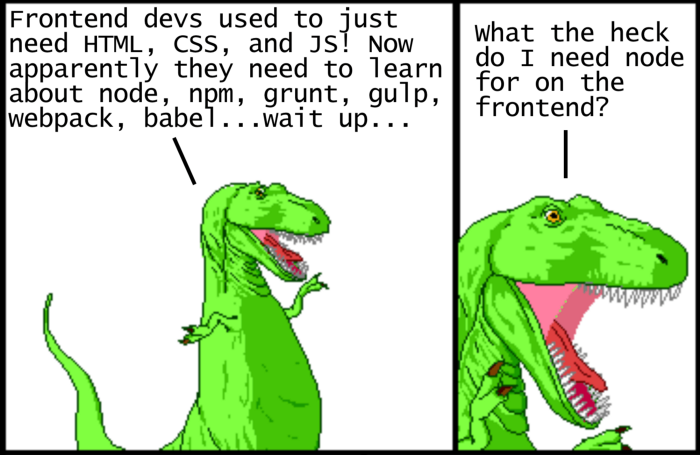 Frontend devs used to just
need HTML, CSS, and JS! Now
apparently they need to learn
about node, npm, grunt, gulp,
webpack, babel...wait up...
What the heck
do I need node
for on the
frontend?